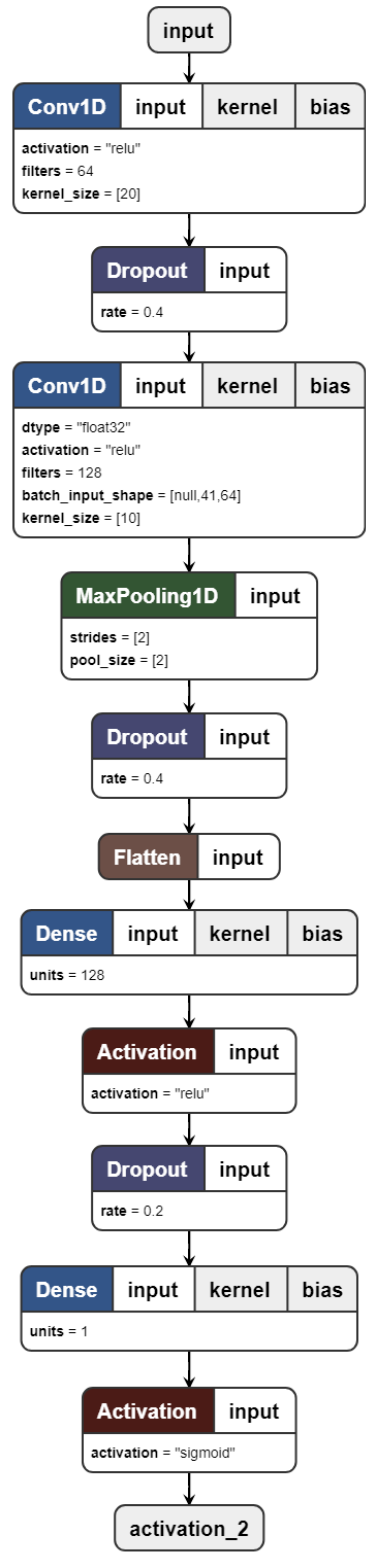 input
Conv1D input kernel bias
activation = "relu"
filters = 64
kernel_size = [20]
Dropout input
rate = 0.4
Conv1D input kernel bias
dtype = "float32"
activation = "relu"
filters = 128
batch_input_shape = [null,41,64]
kernel_size = [10]
MaxPooling1D input
strides = [2]
pool_size = [2]
Dropout input
rate = 0.4
Flatten input
Dense input kernel bias
units = 128
Activation input
activation = "relu"
Dropout input
rate = 0.2
Dense input kernel bias
units = 1
Activation input
activation = "sigmoid"
activation_2